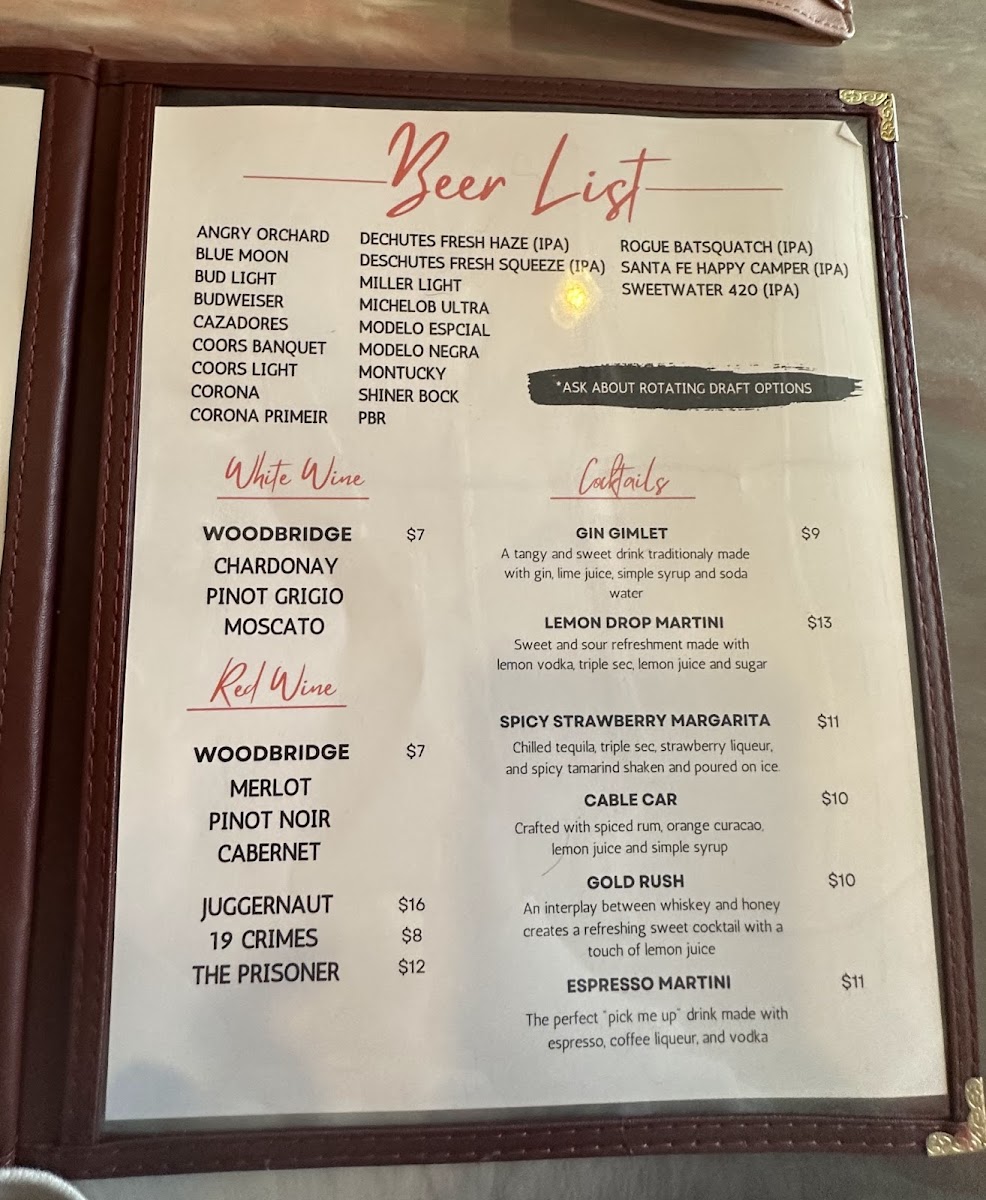 Beer List
ANGRY ORCHARD
BLUE MOON
BUD LIGHT
BUDWEISER
CAZADORES
COORS BANQUET
COORS LIGHT
CORONA
CORONA PRIMEIR
DECHUTES FRESH HAZE (IPA)
DESCHUTES FRESH SQUEEZE (IPA)
MILLER LIGHT
MICHELOB ULTRA
MODELO ESPCIAL
MODELO NEGRA
MONTUCKY
SHINER BOCK
PBR
ROGUE BATSQUATCH (IPA)
SANTA FE HAPPY CAMPER (IPA)
SWEETWATER 420 (IPA)
*ASK ABOUT ROTATING DRAFT OPTIONS
White Wine
WOODBRIDGE $7
CHARDONAY
PINOT GRIGIO
MOSCATO
Red Wine
WOODBRIDGE $7
MERLOT
PINOT NOIR
CABERNET
JUGGERNAUT $16
19 CRIMES $8
THE PRISONER $12
Cocktails
GIN GIMLET $9
A tangy and sweet drink traditionaly made
with gin, lime juice, simple syrup and soda
water
LEMON DROP MARTINI $13
Sweet and sour refreshment made with
lemon vodka, triple sec, lemon juice and sugar
SPICY STRAWBERRY MARGARITA $11
Chilled tequila, triple sec, strawberry liqueur,
and spicy tamarind shaken and poured on ice.
CABLE CAR $10
Crafted with spiced rum, orange curacao,
lemon juice and simple syrup
GOLD RUSH $10
An interplay between whiskey and honey
creates a refreshing sweet cocktail with a
touch of lemon juice
ESPRESSO MARTINI $11
The perfect "pick me up" drink made with
espresso, coffee liqueur, and vodka